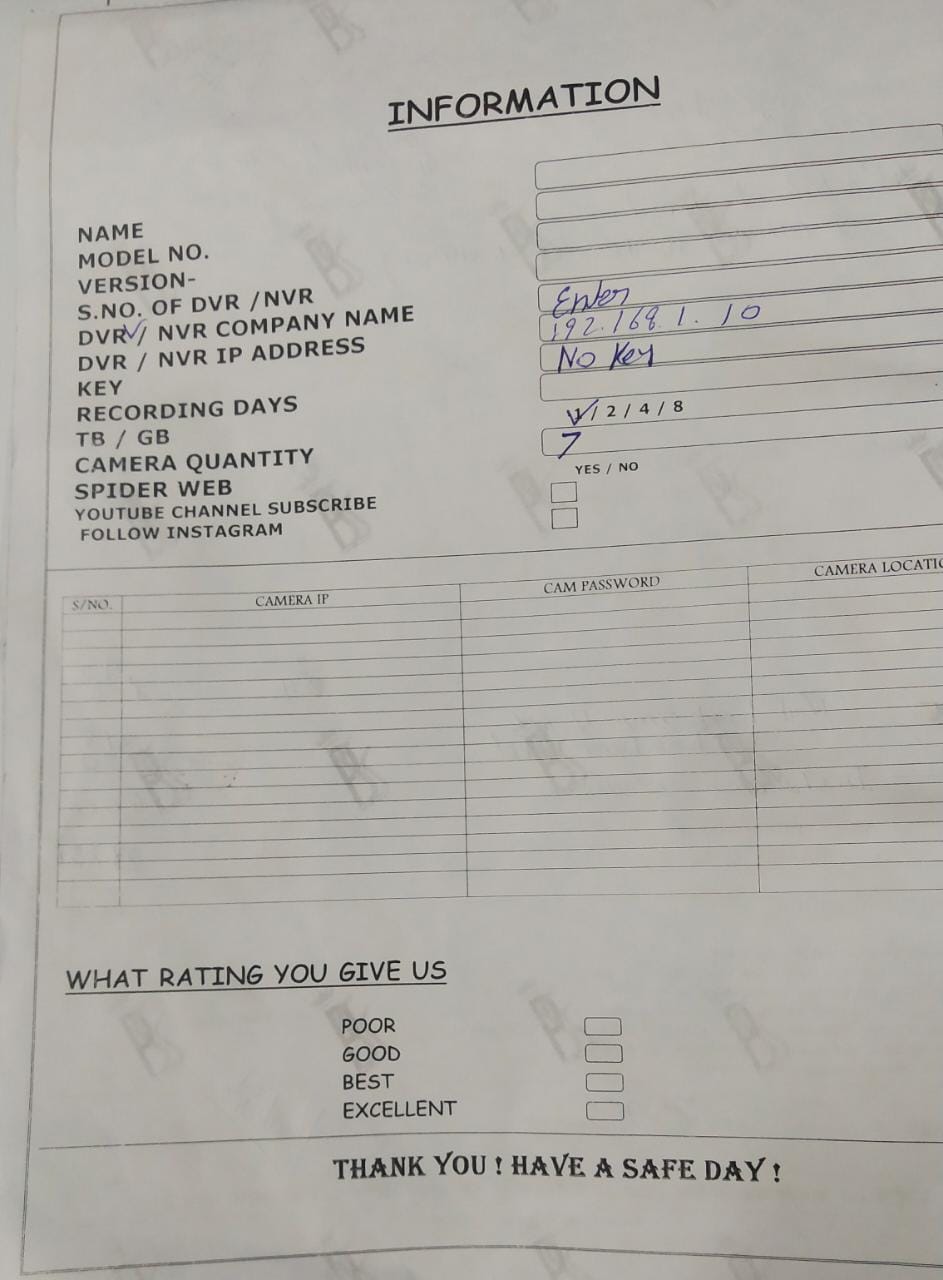 INFORMATION
NAME
MODEL NO.
VERSION-
S.NO. OF DVR /NVR
DVR / NVR COMPANY NAME Enter
DVR / NVR IP ADDRESS 192.168.1.10
KEY No Key
RECORDING DAYS
TB / GB 1/ 2 / 4 / 8
CAMERA QUANTITY 7
SPIDER WEB YES / NO
YOUTUBE CHANNEL SUBSCRIBE
FOLLOW INSTAGRAM
S/NO. CAMERA IP CAM PASSWORD CAMERA LOCATIO
WHAT RATING YOU GIVE US
POOR
GOOD
BEST
EXCELLENT
THANK YOU ! HAVE A SAFE DAY !